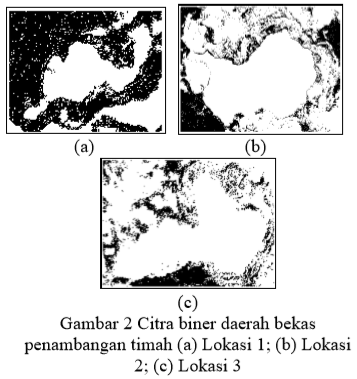 (a)
(b)
(c)
Gambar 2 Citra biner daerah bekas
penambangan timah (a) Lokasi 1; (b) Lokasi
2; (c) Lokasi 3